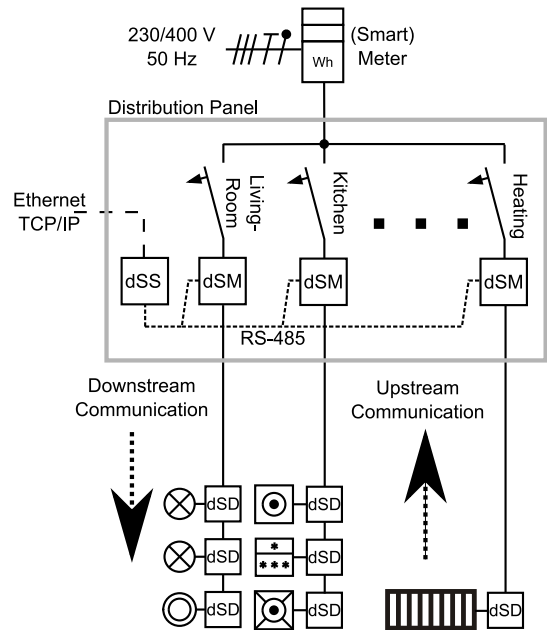 230/400 V
50 Hz
(Smart)
Meter
Wh
Distribution Panel
Ethernet
TCP/IP
Living-
Room
Kitchen
Heating
dSS
dSM
dSM
dSM
RS-485
Downstream
Communication
Upstream
Communication
dSD
dSD
dSD
dSD
dSD
dSD
dSD